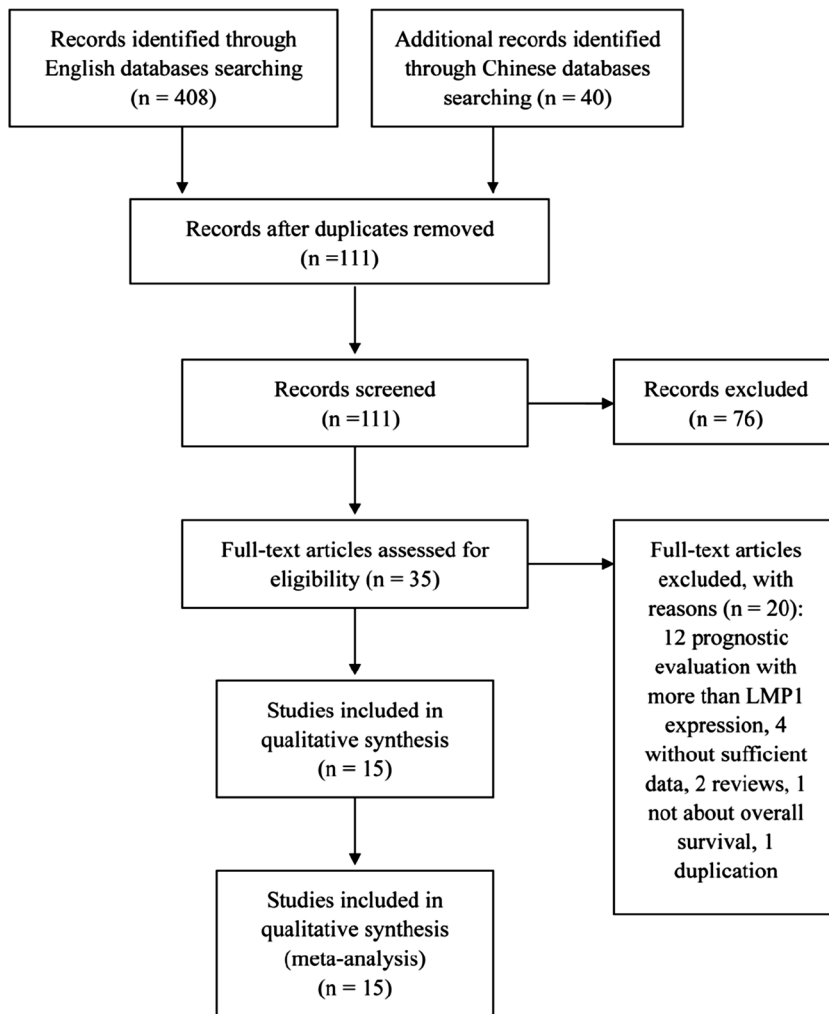 Records identified through
English databases searching
(n = 408)
Additional records identified
through Chinese databases
searching (n = 40)
Records after duplicates removed
(n =111)
Records screened
(n =111)
Records excluded
(n = 76)
Full-text articles assessed for
eligibility (n = 35)
Full-text articles
excluded, with
reasons (n = 20):
12 prognostic
evaluation with
more than LMP1
expression, 4
without sufficient
data, 2 reviews, 1
not about overall
survival, 1
duplication
Studies included in
qualitative synthesis
(n = 15)
Studies included in
qualitative synthesis
(meta-analysis)
(n = 15)